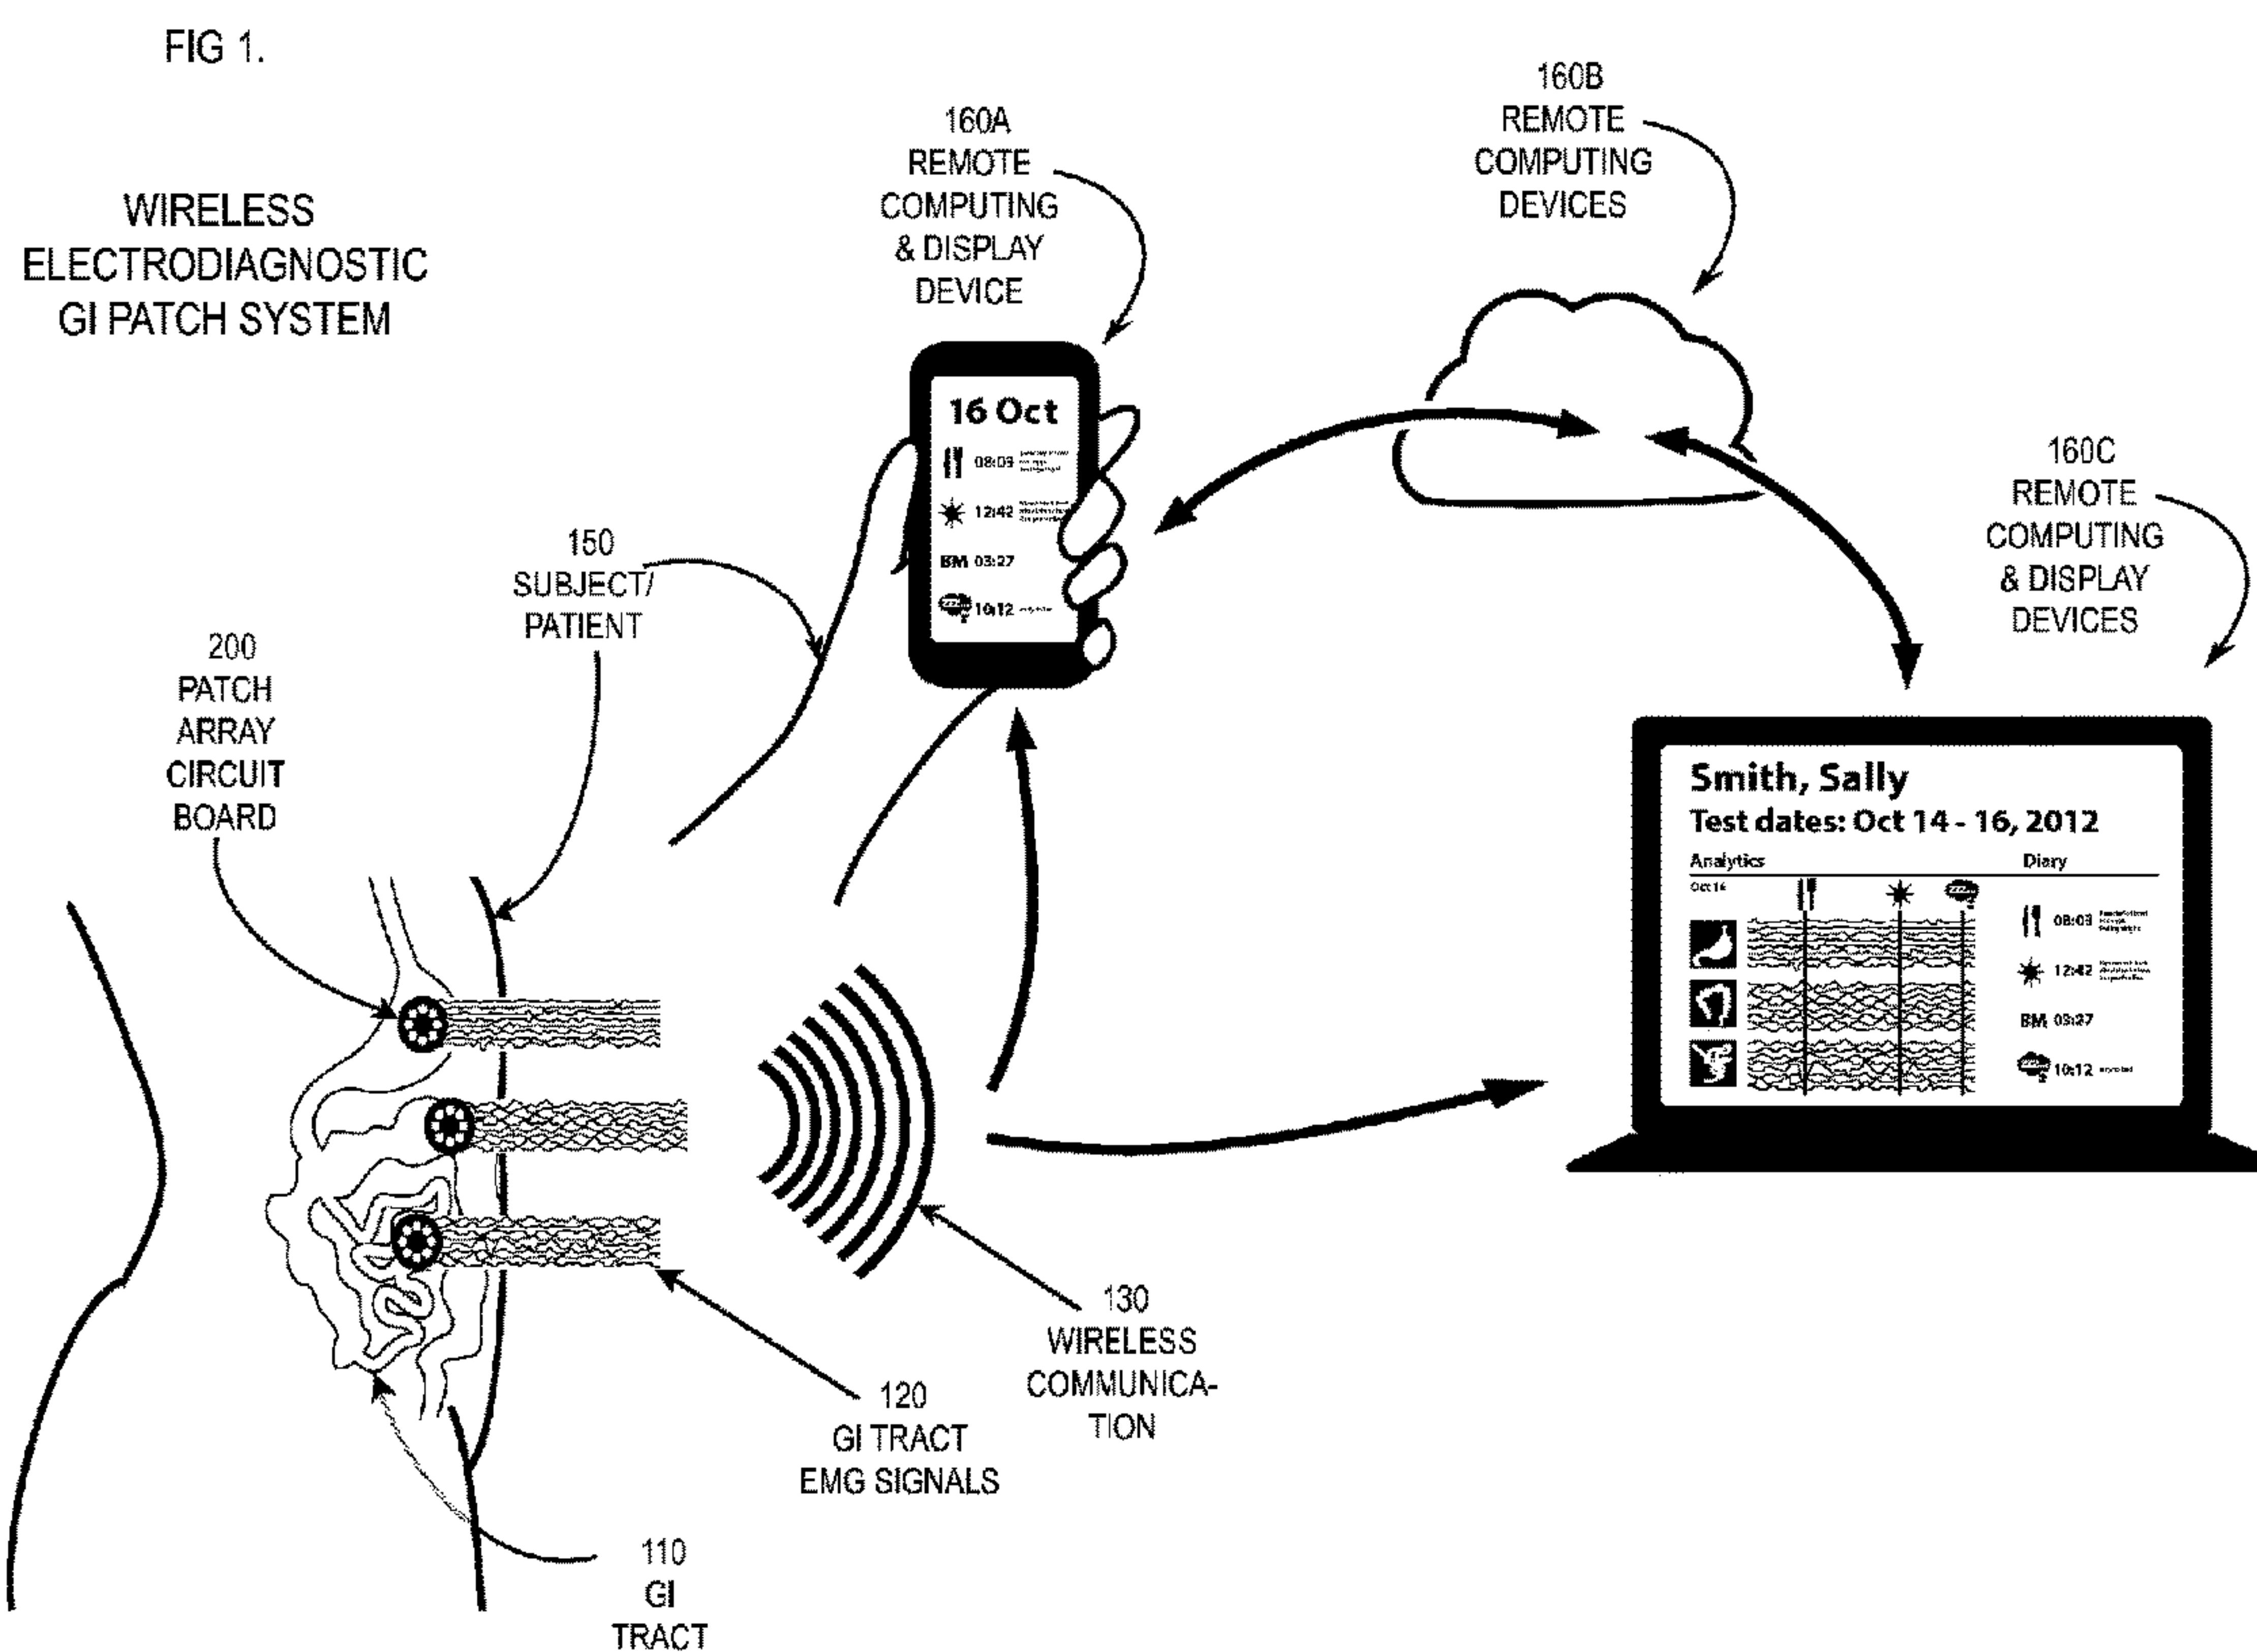 FIG 1.
WIRELESS
ELECTRODIAGNOSTIC
GI PATCH SYSTEM
160A
REMOTE
COMPUTING
& DISPLAY
DEVICE
160B
REMOTE
COMPUTING
DEVICES
160C
REMOTE
COMPUTING
& DISPLAY
DEVICES
16 Oct
08:03
12:42
BM 03:27
10:12
150
SUBJECT/
PATIENT
200
PATCH
ARRAY
CIRCUIT
BOARD
Smith, Sally
Test dates: Oct 14 - 16, 2012
Analytics
Diary
Oct 16
08:03
12:42
BM 03:27
10:12
130
WIRELESS
COMMUNICA-
TION
120
GI TRACT
EMG SIGNALS
110
GI
TRACT